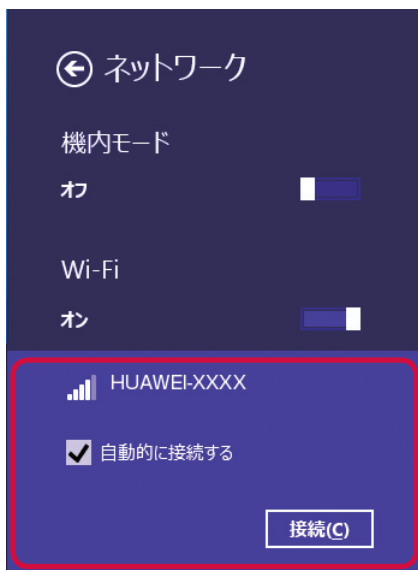 ネットワーク
機内モード
オフ
Wi-Fi
オン
HUAWEI-XXXX
自動的に接続する
接続(C)